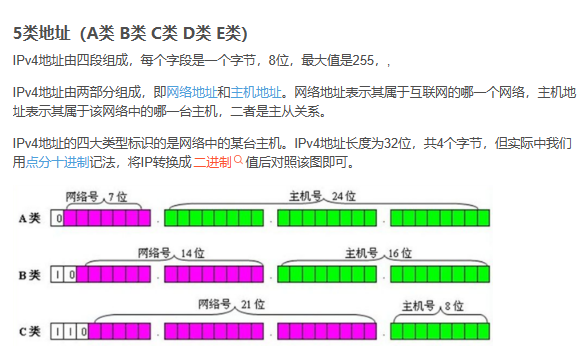 5类地址（A类 B类 C类 D类 E类）
IPv4地址由四段组成，每个字段是一个字节，8位，最大值是255，,
IPv4地址由两部分组成，即网络地址和主机地址。网络地址表示其属于互联网的哪一个网络，主机地
址表示其属于该网络中的哪一台主机，二者是主从关系。
IPv4地址的四大类型标识的是网络中的某台主机。IPv4地址长度为32位，共4个字节，但实际中我们
用点分十进制记法，将IP转换成二进制值后对照该图即可。
网络号、7位 主机号、24位
A类 0
网络号、14位 主机号、16位
B类 1 0
网络号、21位 主机号、8位
C类 1 1 0